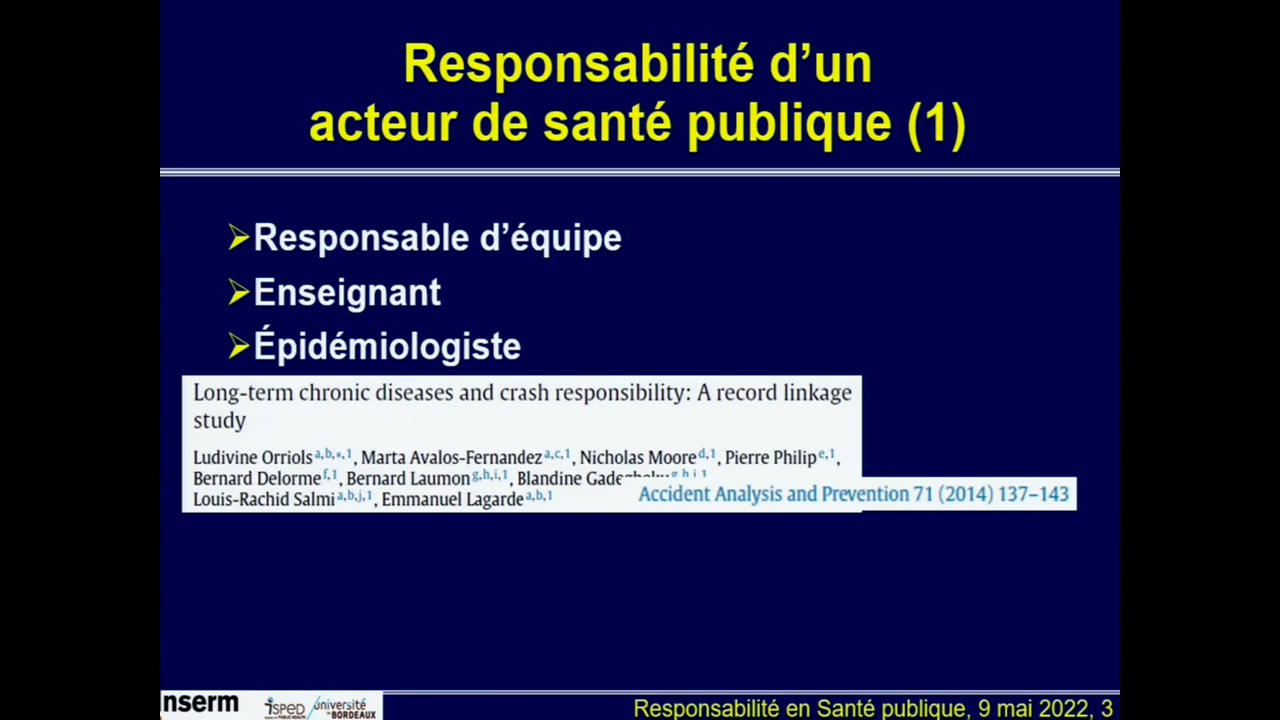 Responsabilité d’un
acteur de santé publique (1)
Responsable d’équipe
Enseignant
Épidémiologiste
Long-term chronic diseases and crash responsibility: A record linkage
study
Ludivine Orriols a,b,*,1, Marta Avalos-Fernandez a,c,1, Nicholas Moore d,1, Pierre Philip e,1,
Bernard Delorme f,1, Bernard Laumon g,h,i,1, Blandine
Louis-Rachid Salmi a,b,j,1, Emmanuel Lagarde a,b,1
Accident Analysis and Prevention 71 (2014) 137–143
nserm
isped
université
de BORDEAUX
Responsabilité en Santé publique, 9 mai 2022, 3